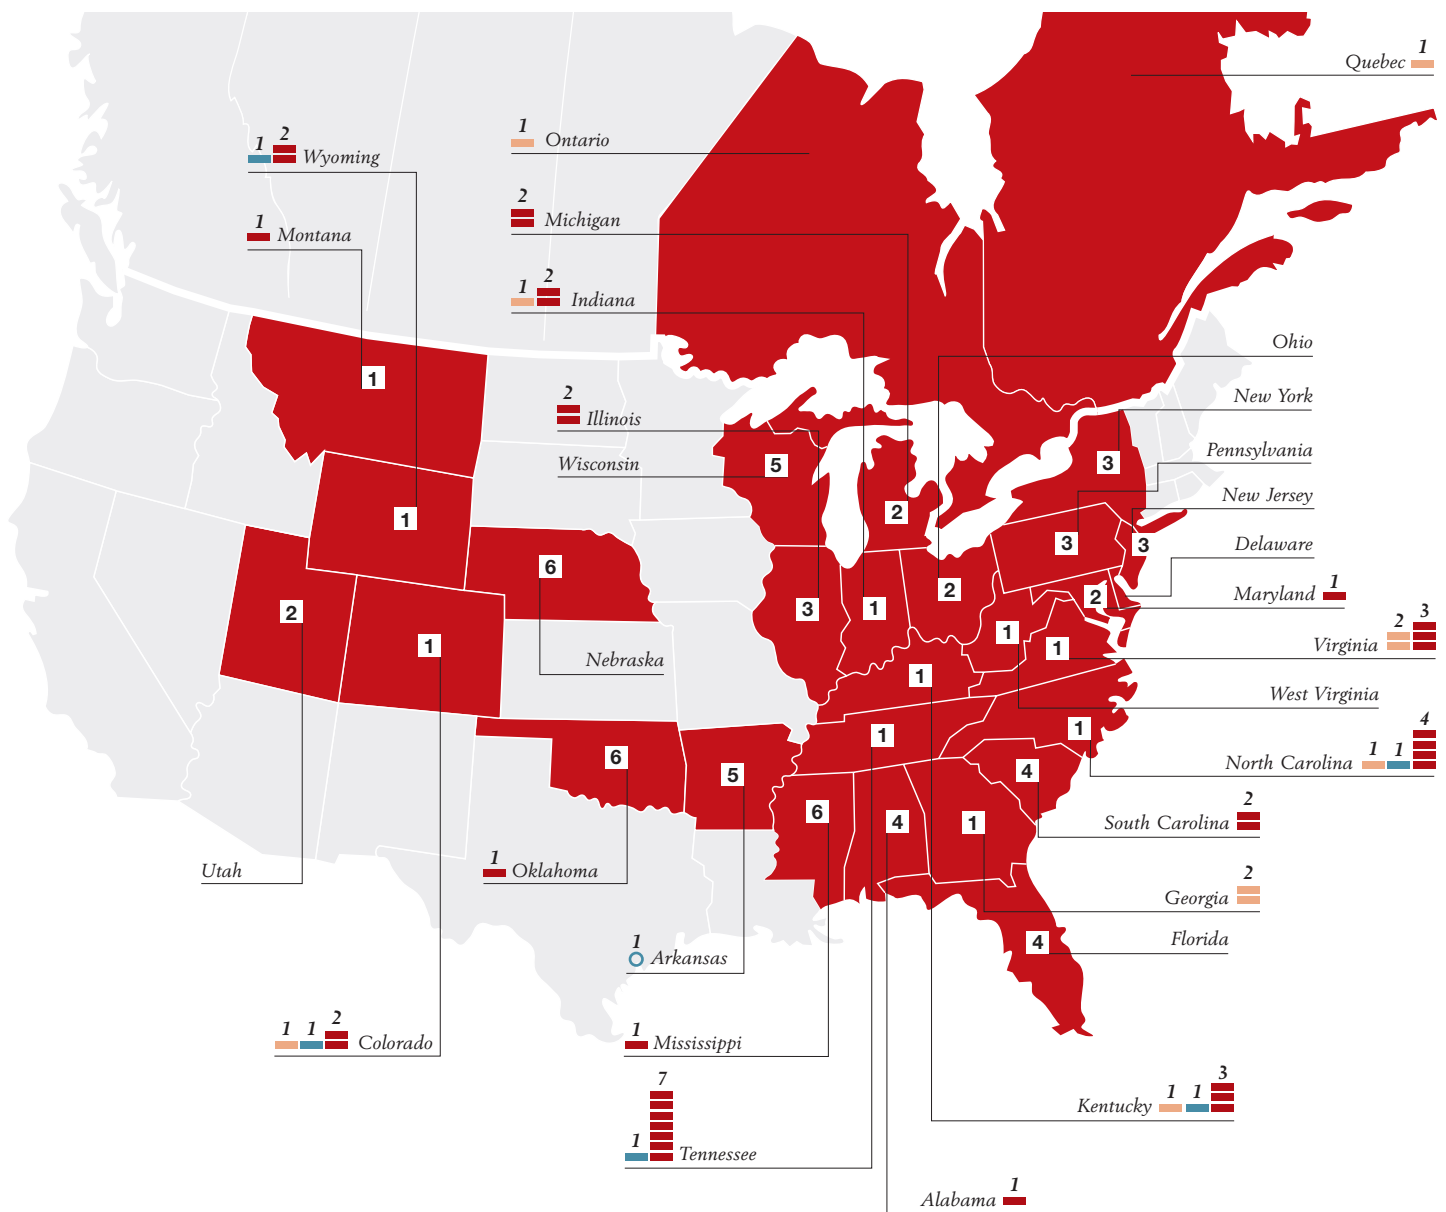 1
Quebec
1 2
Wyoming
1
Ontario
2
Michigan
1
Montana
1 2
Indiana
Ohio
1
2
Illinois
New York
Wisconsin
5
3
Pennsylvania
New Jersey
2
1
3
3
Delaware
6
2
Maryland
1
2
2
3
1
1
1
2 3
Virginia
1
1
Nebraska
1
West Virginia
6
1
1
North Carolina
1 1 4
5
4
6
4
1
South Carolina
2
Utah
1
Oklahoma
Georgia
2
4
Florida
1
Arkansas
1 1 2
Colorado
1
Mississippi
7
1
Tennessee
Kentucky
1 1 3
Alabama
1